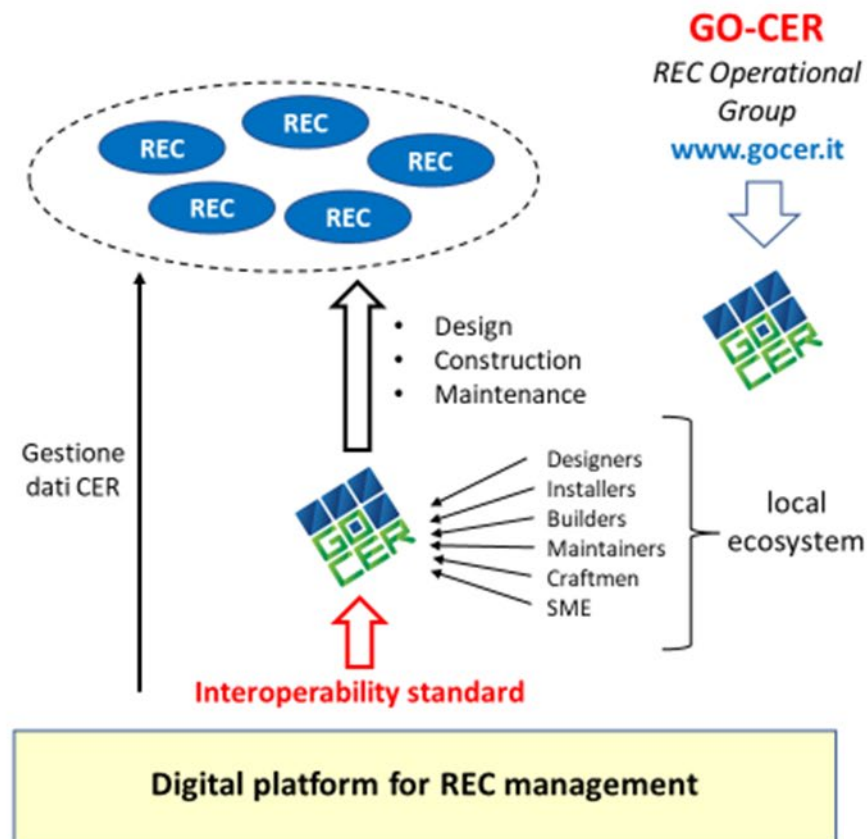 GO-CER
REC Operational
Group
www.gocer.it
REC
REC
REC
REC
REC
GO
CER
• Design
• Construction
• Maintenance
Gestione
dati CER
GO
CER
Designers
Installers
Builders
Maintainers
Craftmen
SME
local
ecosystem
Interoperability standard
Digital platform for REC management